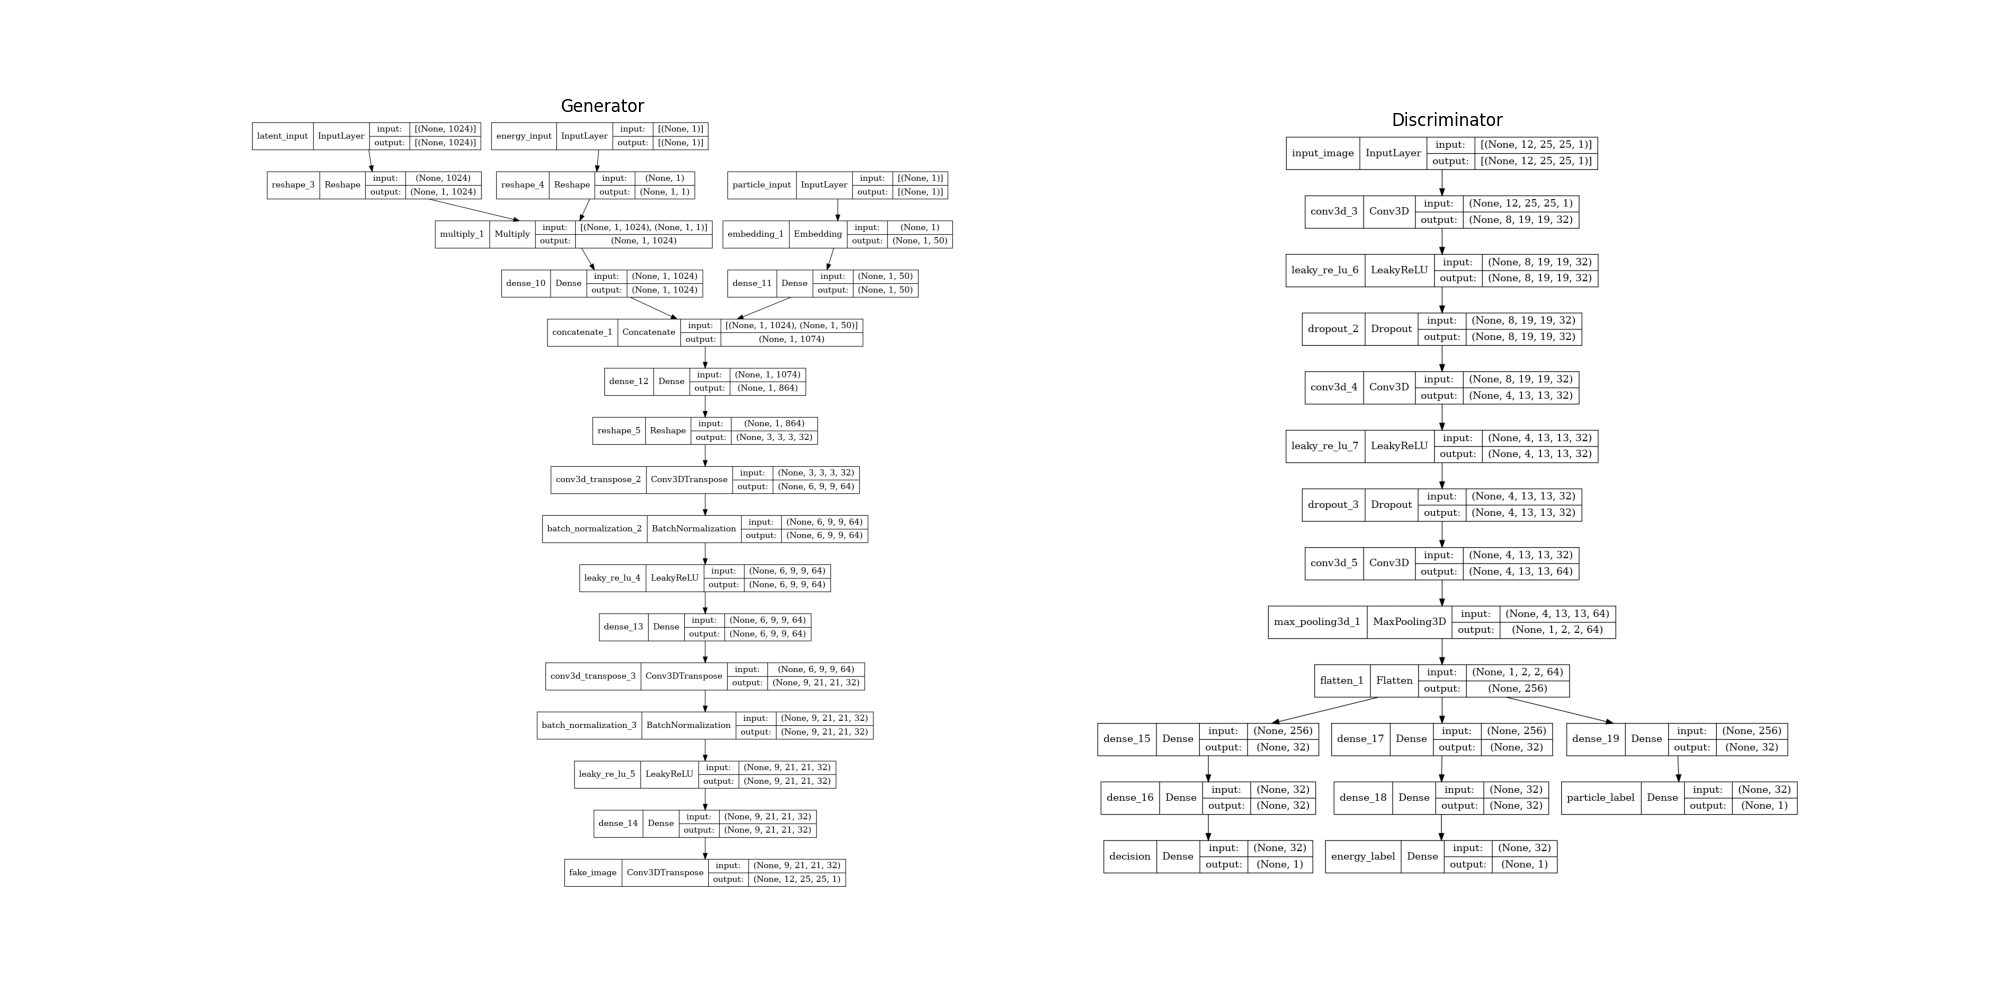 Generator
latent_input InputLayer input: [(None, 1024)]
output: [(None, 1024)]
energy_input InputLayer input: [(None, 1)]
output: [(None, 1)]
reshape_3 Reshape input: (None, 1024)
output: (None, 1, 1024)
reshape_4 Reshape input: (None, 1)
output: (None, 1, 1)
particle_input InputLayer input: [(None, 1)]
output: [(None, 1)]
multiply_1 Multiply input: [(None, 1, 1024), (None, 1, 1)]
output: (None, 1, 1024)
embedding_1 Embedding input: (None, 1)
output: (None, 1, 50)
dense_10 Dense input: (None, 1, 1024)
output: (None, 1, 1024)
dense_11 Dense input: (None, 1, 50)
output: (None, 1, 50)
concatenate_1 Concatenate input: [(None, 1, 1024), (None, 1, 50)]
output: (None, 1, 1074)
dense_12 Dense input: (None, 1, 1074)
output: (None, 1, 864)
reshape_5 Reshape input: (None, 1, 864)
output: (None, 3, 3, 3, 32)
conv3d_transpose_2 Conv3DTranspose input: (None, 3, 3, 3, 32)
output: (None, 6, 9, 9, 64)
batch_normalization_2 BatchNormalization input: (None, 6, 9, 9, 64)
output: (None, 6, 9, 9, 64)
leaky_re_lu_4 LeakyReLU input: (None, 6, 9, 9, 64)
output: (None, 6, 9, 9, 64)
dense_13 Dense input: (None, 6, 9, 9, 64)
output: (None, 6, 9, 9, 64)
conv3d_transpose_3 Conv3DTranspose input: (None, 6, 9, 9, 64)
output: (None, 9, 21, 21, 32)
batch_normalization_3 BatchNormalization input: (None, 9, 21, 21, 32)
output: (None, 9, 21, 21, 32)
leaky_re_lu_5 LeakyReLU input: (None, 9, 21, 21, 32)
output: (None, 9, 21, 21, 32)
dense_14 Dense input: (None, 9, 21, 21, 32)
output: (None, 9, 21, 21, 32)
fake_image Conv3DTranspose input: (None, 9, 21, 21, 32)
output: (None, 12, 25, 25, 1)
Discriminator
input_image InputLayer input: [(None, 12, 25, 25, 1)]
output: [(None, 12, 25, 25, 1)]
conv3d_3 Conv3D input: (None, 12, 25, 25, 1)
output: (None, 8, 19, 19, 32)
leaky_re_lu_6 LeakyReLU input: (None, 8, 19, 19, 32)
output: (None, 8, 19, 19, 32)
dropout_2 Dropout input: (None, 8, 19, 19, 32)
output: (None, 8, 19, 19, 32)
conv3d_4 Conv3D input: (None, 8, 19, 19, 32)
output: (None, 4, 13, 13, 32)
leaky_re_lu_7 LeakyReLU input: (None, 4, 13, 13, 32)
output: (None, 4, 13, 13, 32)
dropout_3 Dropout input: (None, 4, 13, 13, 32)
output: (None, 4, 13, 13, 32)
conv3d_5 Conv3D input: (None, 4, 13, 13, 32)
output: (None, 4, 13, 13, 64)
max_pooling3d_1 MaxPooling3D input: (None, 4, 13, 13, 64)
output: (None, 1, 2, 2, 64)
flatten_1 Flatten input: (None, 1, 2, 2, 64)
output: (None, 256)
dense_15 Dense input: (None, 256)
output: (None, 32)
dense_17 Dense input: (None, 256)
output: (None, 32)
dense_19 Dense input: (None, 256)
output: (None, 32)
dense_16 Dense input: (None, 32)
output: (None, 32)
dense_18 Dense input: (None, 32)
output: (None, 32)
particle_label Dense input: (None, 32)
output: (None, 1)
decision Dense input: (None, 32)
output: (None, 1)
energy_label Dense input: (None, 32)
output: (None, 1)